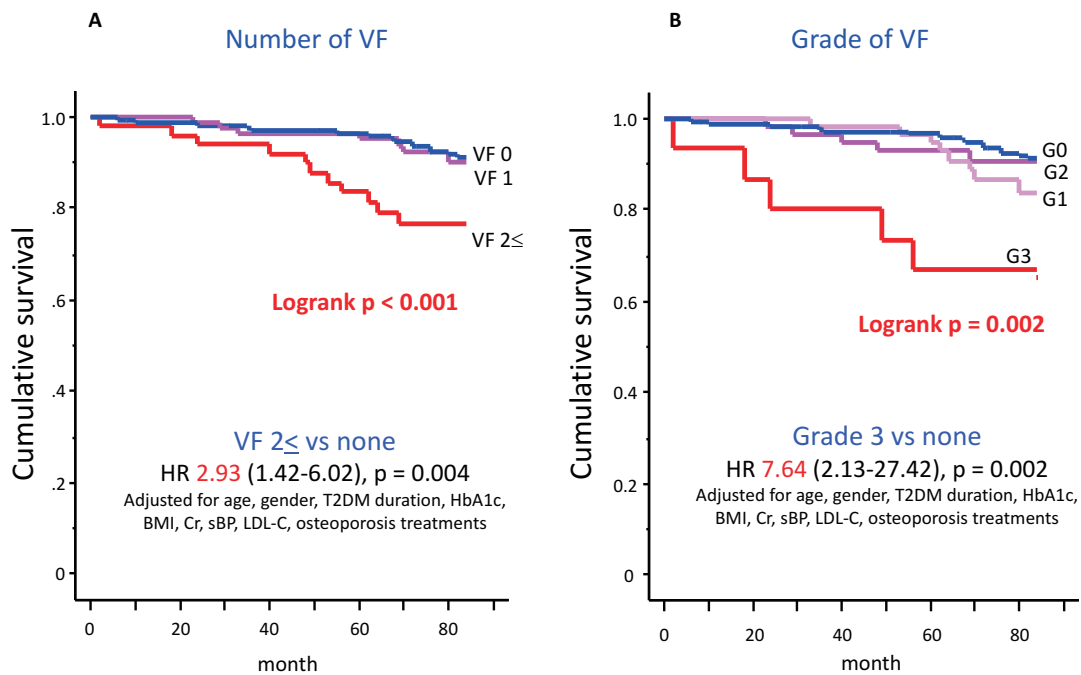 A
Number of VF
Cumulative survival
1.0
.8
.6
.4
.2
0
VF 0
VF 1
VF 2≤
Logrank p < 0.001
VF 2≤ vs none
HR 2.93 (1.42-6.02), p = 0.004
Adjusted for age, gender, T2DM duration, HbA1c,
BMI, Cr, sBP, LDL-C, osteoporosis treatments
0 20 40 60 80
month
B
Grade of VF
Cumulative survival
1.0
0.8
0.6
0.4
0.2
0
G0
G2
G1
G3
Logrank p = 0.002
Grade 3 vs none
HR 7.64 (2.13-27.42), p = 0.002
Adjusted for age, gender, T2DM duration, HbA1c,
BMI, Cr, sBP, LDL-C, osteoporosis treatments
0 20 40 60 80
month